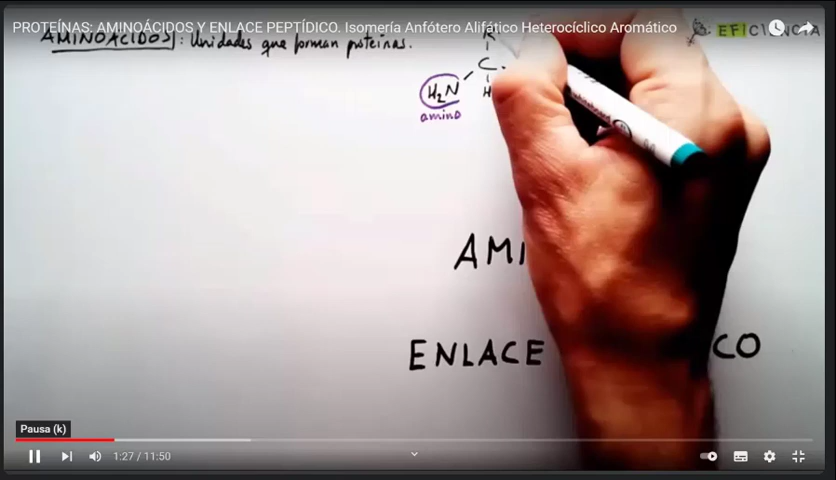 PROTEÍNAS: AMINOÁCIDOS Y ENLACE PEPTÍDICO. Isomería Anfótero Alifático Heterocíclico Aromático
EFICIENCIA
AMINOÁCIDOS: Unidades que forman proteínas.
R
C
H₂N
H
amino
AMI
ENLACE CO
Pausa (k)
1:27 / 11:50